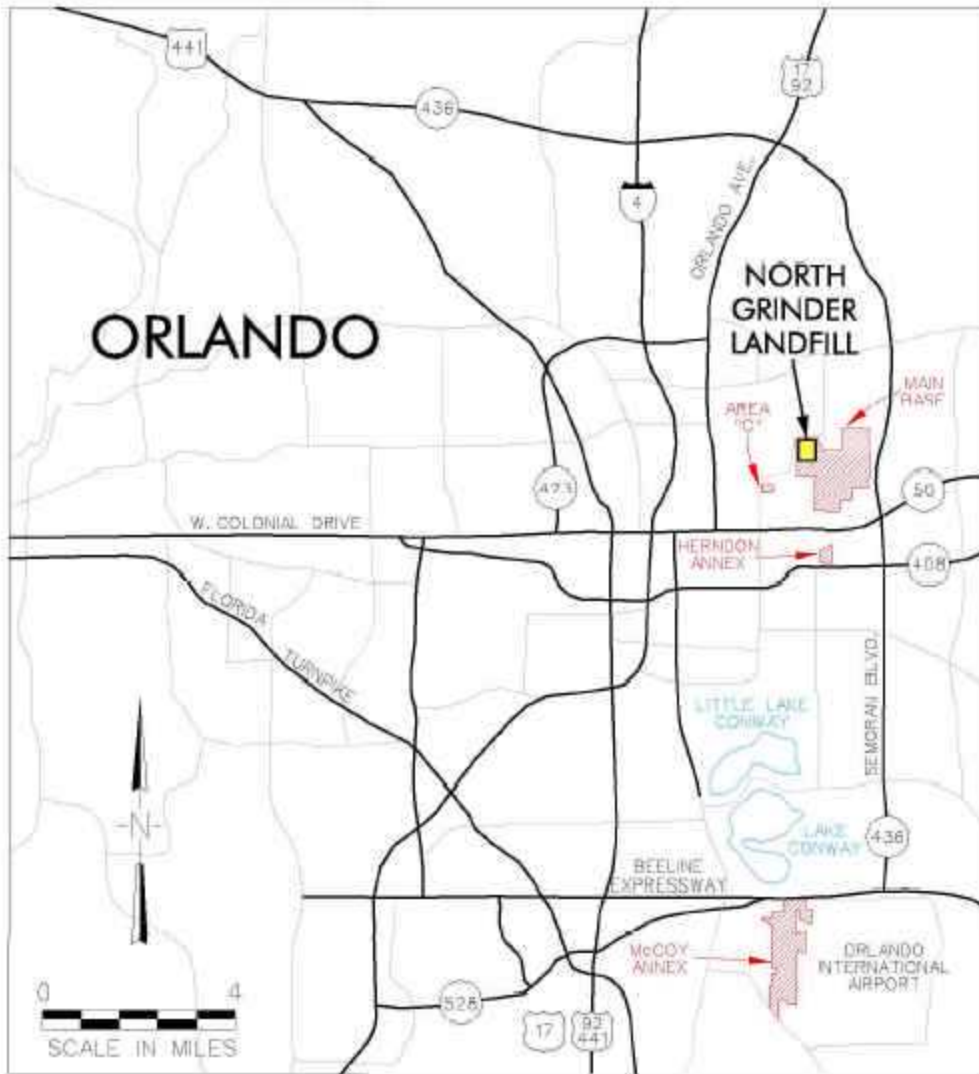 441
436
17
92
4
ORLANDO AVE.
NORTH
GRINDER
LANDFILL
ORLANDO
MAIN
BASE
AREA
"C"
423
50
W. COLONIAL DRIVE
HERNDON
ANNEX
408
FLORIDA
TURNPIKE
SEMORAN BLVD.
LITTLE LAKE
CONWAY
-N-
LAKE
CONWAY
436
BEELINE
EXPRESSWAY
McCOY
ANNEX
ORLANDO
INTERNATIONAL
AIRPORT
528
17
92
441
0 4
SCALE IN MILES